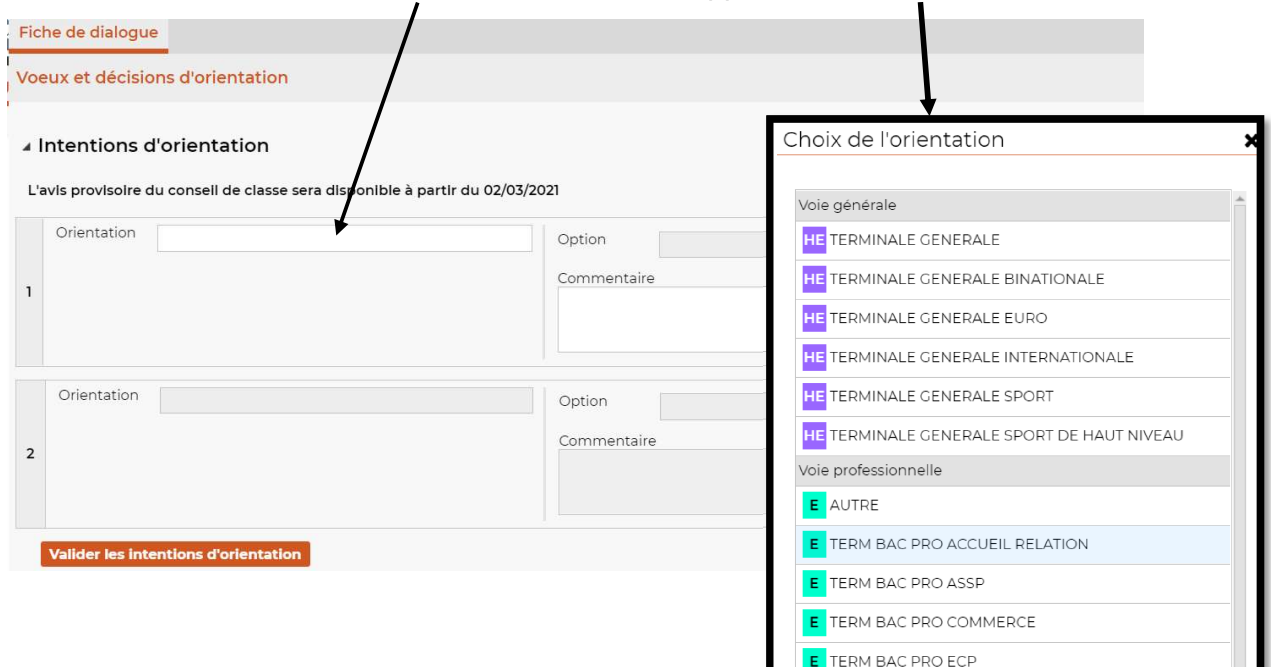 Fiche de dialogue
Voeux et décisions d'orientation
Intentions d'orientation
L'avis provisoire du conseil de classe sera disponible à partir du 02/03/2021
1
Orientation
Option
Commentaire
2
Orientation
Option
Commentaire
Valider les intentions d'orientation
Choix de l'orientation
Voie générale
HE TERMINALE GENERALE
HE TERMINALE GENERALE BINATIONALE
HE TERMINALE GENERALE EURO
HE TERMINALE GENERALE INTERNATIONALE
HE TERMINALE GENERALE SPORT
HE TERMINALE GENERALE SPORT DE HAUT NIVEAU
Voie professionnelle
E AUTRE
E TERM BAC PRO ACCUEIL RELATION
E TERM BAC PRO ASSP
E TERM BAC PRO COMMERCE
E TERM BAC PRO ECP